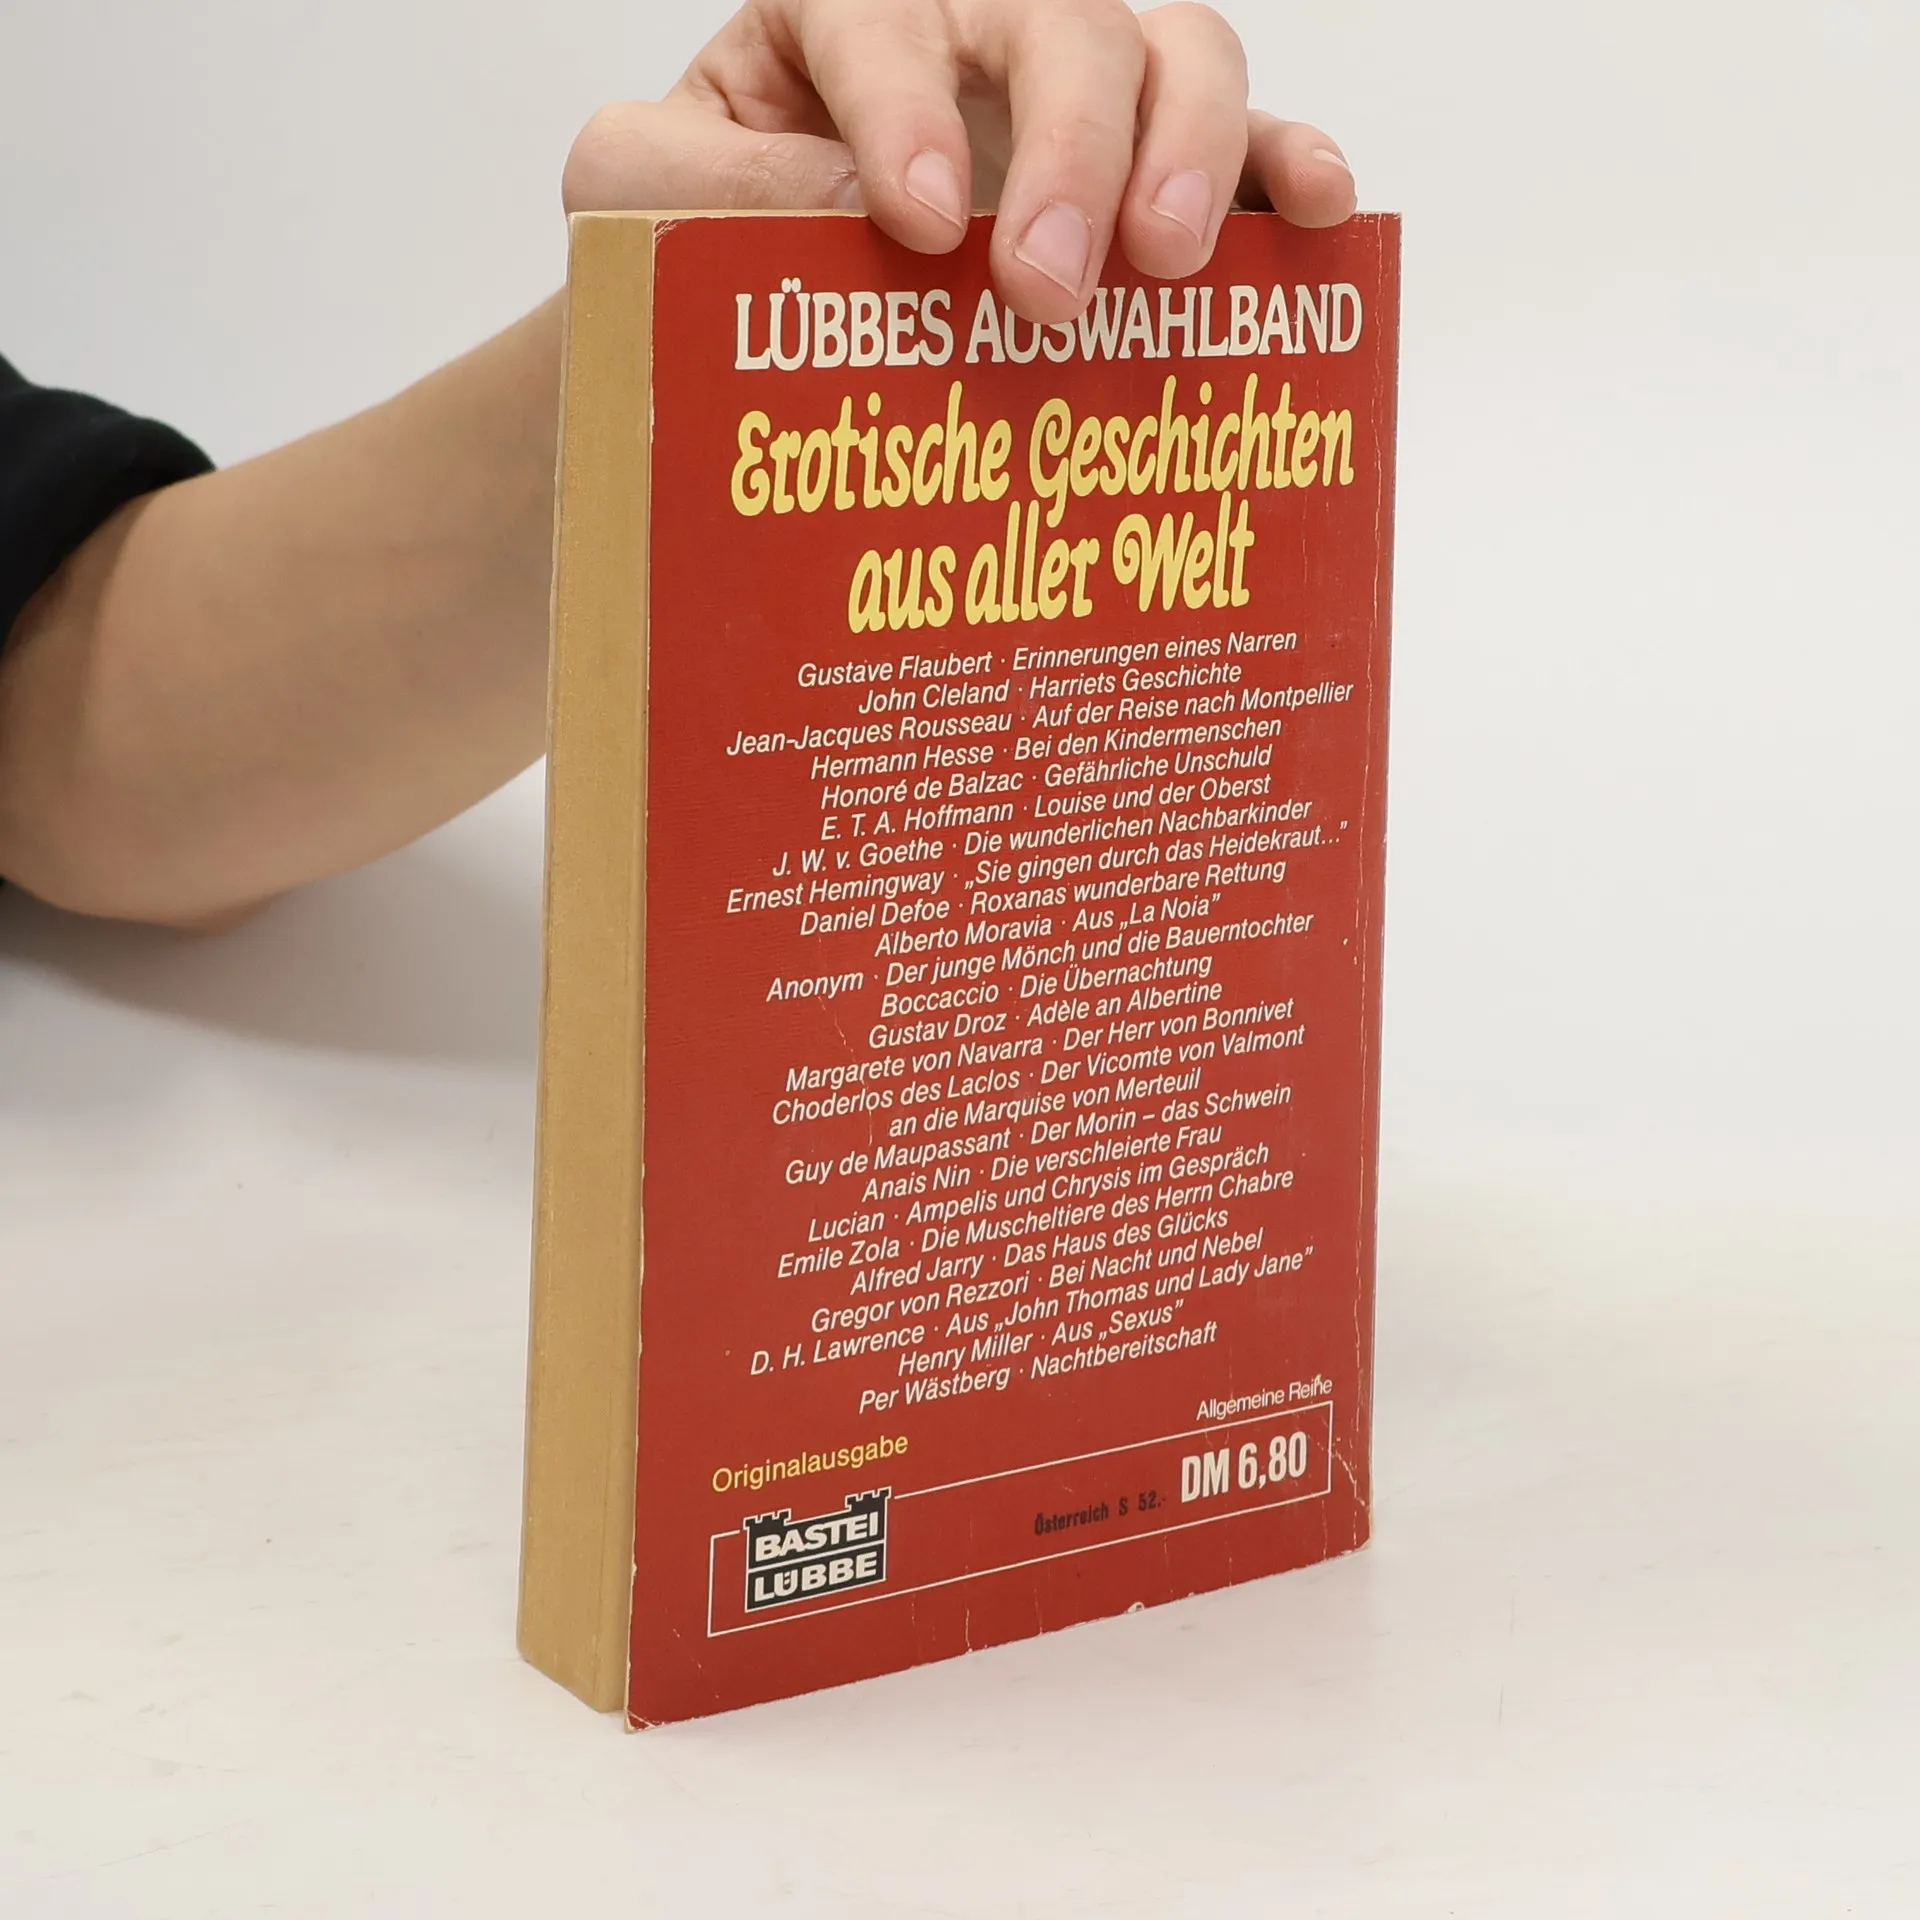 LÜBBES AUSWAHLBAND
Erotische Geschichten
aus aller Welt
Gustave Flaubert · Erinnerungen eines Narren
John Cleland · Harriets Geschichte
Jean-Jacques Rousseau · Auf der Reise nach Montpellier
Hermann Hesse · Bei den Kindermenschen
Honoré de Balzac · Gefährliche Unschuld
E. T. A. Hoffmann · Louise und der Oberst
J. W. v. Goethe · Die wunderlichen Nachbarkinder
Ernest Hemingway · „Sie gingen durch das Heidekraut..."
Daniel Defoe · Roxanas wunderbare Rettung
Alberto Moravia · Aus „La Noia"
Anonym · Der junge Mönch und die Bauerntochter
Boccaccio · Die Übernachtung
Gustav Droz · Adèle an Albertine
Margarete von Navarra · Der Herr von Bonnivet
Choderlos des Laclos · Der Vicomte von Valmont
an die Marquise von Merteuil
Guy de Maupassant · Der Morin – das Schwein
Anais Nin · Die verschleierte Frau
Lucian · Ampelis und Chrysis im Gespräch
Emile Zola · Die Muscheltiere des Herrn Chabre
Alfred Jarry · Das Haus des Glücks
Gregor von Rezzori · Bei Nacht und Nebel
D. H. Lawrence · Aus „John Thomas und Lady Jane"
Henry Miller · Aus „Sexus"
Per Wästberg · Nachtbereitschaft
Allgemeine Reihe
Originalausgabe
DM 6,80
Österreich S 52.-
BASTEI
LÜBBE